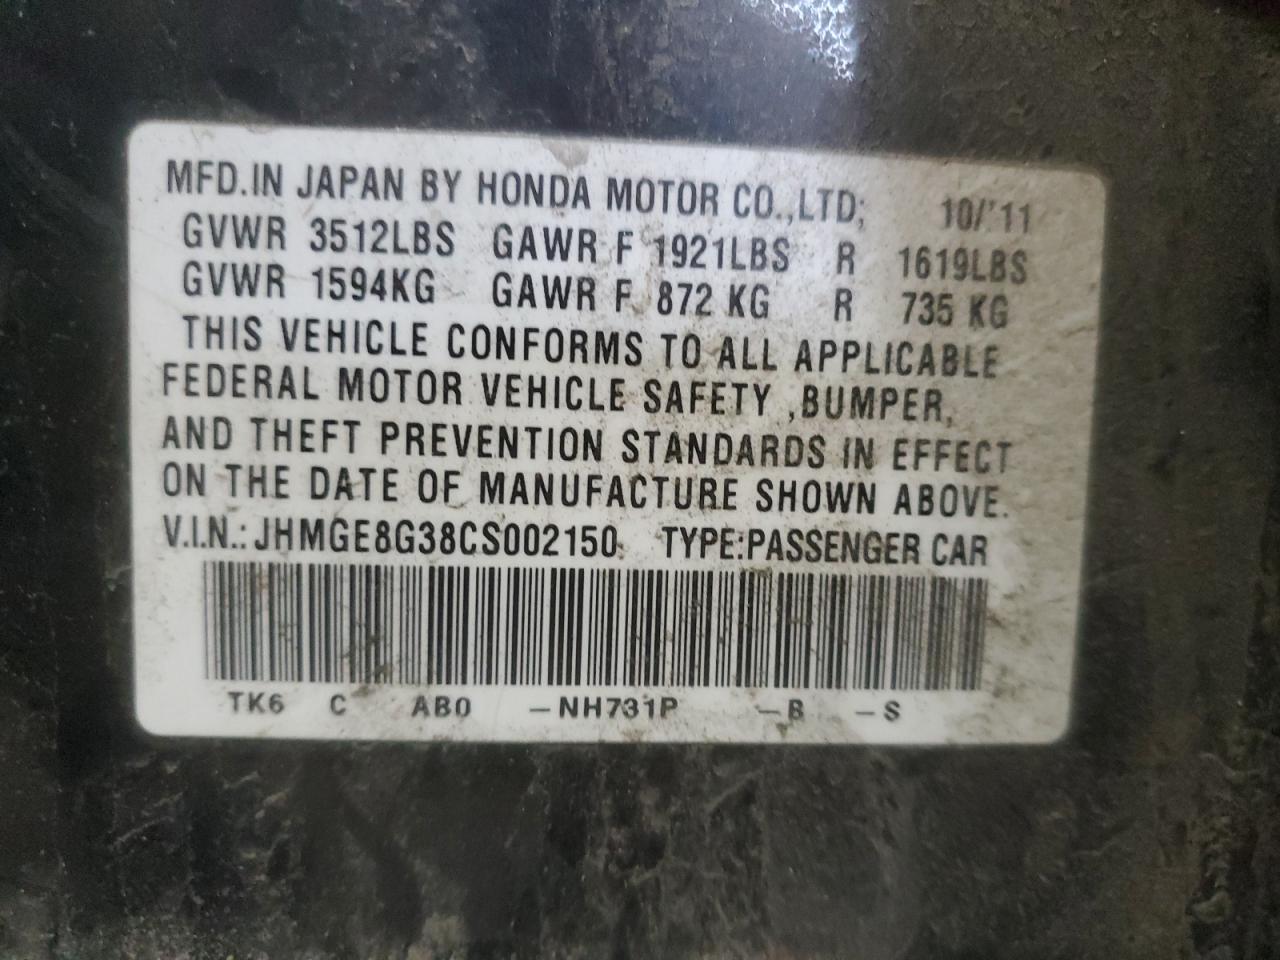 MFD.IN JAPAN BY HONDA MOTOR CO.,LTD; 10/'11
GVWR 3512LBS GAWR F 1921LBS R 1619LBS
GVWR 1594KG GAWR F 872 KG R 735 KG
THIS VEHICLE CONFORMS TO ALL APPLICABLE
FEDERAL MOTOR VEHICLE SAFETY ,BUMPER,
AND THEFT PREVENTION STANDARDS IN EFFECT
ON THE DATE OF MANUFACTURE SHOWN ABOVE.
V.I.N.: JHMGE8G38CS002150 TYPE:PASSENGER CAR
TK6 C AB0 -NH731P -B -S